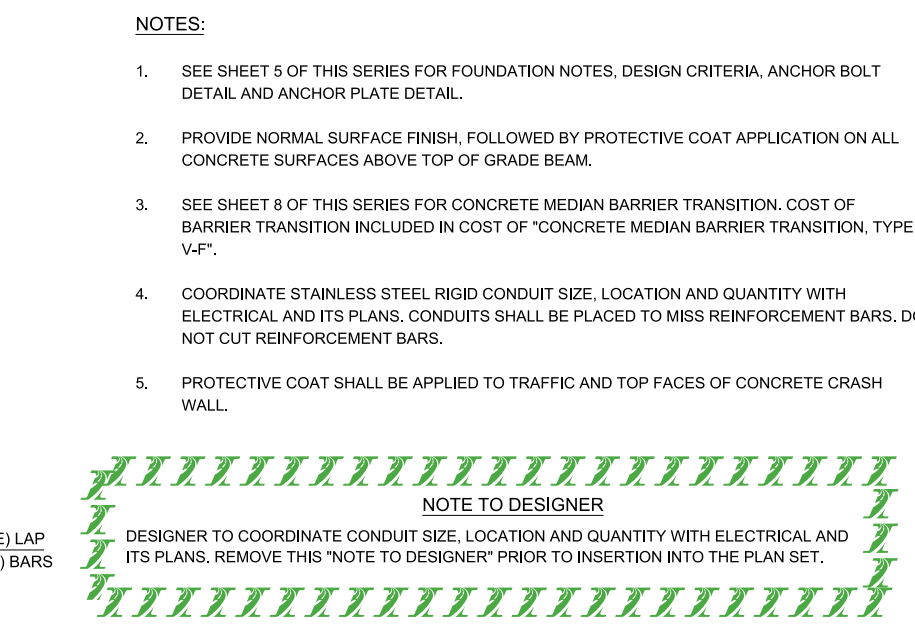 NOTES:
1. SEE SHEET 5 OF THIS SERIES FOR FOUNDATION NOTES, DESIGN CRITERIA, ANCHOR BOLT
DETAIL AND ANCHOR PLATE DETAIL.
2. PROVIDE NORMAL SURFACE FINISH, FOLLOWED BY PROTECTIVE COAT APPLICATION ON ALL
CONCRETE SURFACES ABOVE TOP OF GRADE BEAM.
3. SEE SHEET 8 OF THIS SERIES FOR CONCRETE MEDIAN BARRIER TRANSITION. COST OF
BARRIER TRANSITION INCLUDED IN COST OF "CONCRETE MEDIAN BARRIER TRANSITION, TYPE
V-F".
4. COORDINATE STAINLESS STEEL RIGID CONDUIT SIZE, LOCATION AND QUANTITY WITH
ELECTRICAL AND ITS PLANS. CONDUITS SHALL BE PLACED TO MISS REINFORCEMENT BARS. DO
NOT CUT REINFORCEMENT BARS.
5. PROTECTIVE COAT SHALL BE APPLIED TO TRAFFIC AND TOP FACES OF CONCRETE CRASH
WALL.
E) LAP
) BARS
NOTE TO DESIGNER
DESIGNER TO COORDINATE CONDUIT SIZE, LOCATION AND QUANTITY WITH ELECTRICAL AND
ITS PLANS. REMOVE THIS "NOTE TO DESIGNER" PRIOR TO INSERTION INTO THE PLAN SET.